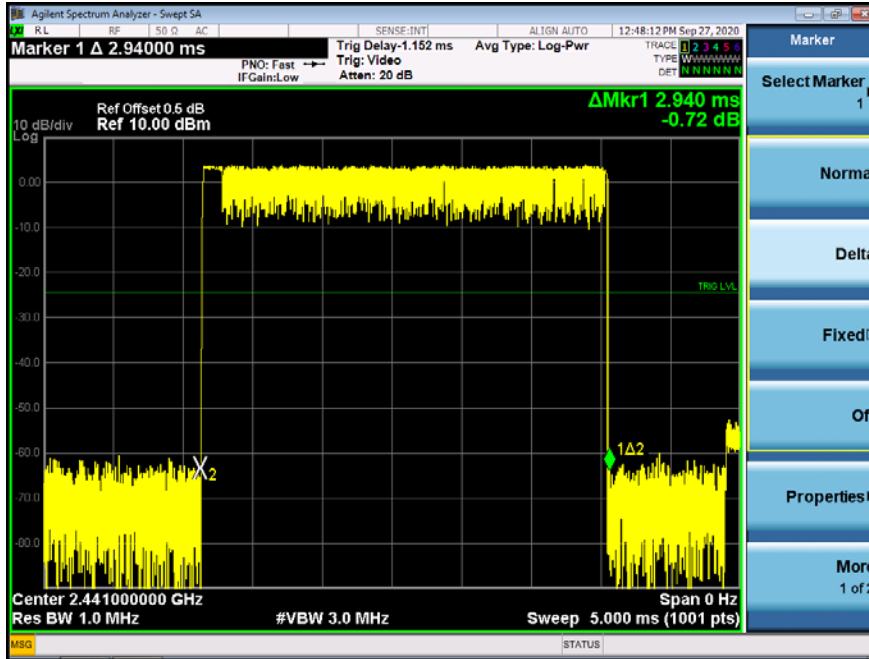 Agilent Spectrum Analyzer - Swept SA
RL RF 50 Ω AC SENSE:INT ALIGN AUTO 12:48:12 PM Sep 27, 2020
Marker 1 Δ 2.94000 ms
PNO: Fast
IFGain:Low
Trig Delay-1.152 ms
Trig: Video
Atten: 20 dB
Avg Type: Log-Pwr
TRACE 1 2 3 4 5 6
TYPE WWWWWW
DET N N N N N N
Marker
Select Marker
1
Norma
Delta
Fixed
Of
Properties
More
1 of 2
ΔMkr1 2.940 ms
-0.72 dB
Ref Offset 0.5 dB
10 dB/div Ref 10.00 dBm
Log
0.00
-10.0
-20.0
TRIG LVL
-30.0
-40.0
-50.0
-60.0
1Δ2
2
-70.0
-80.0
Center 2.441000000 GHz Span 0 Hz
Res BW 1.0 MHz #VBW 3.0 MHz Sweep 5.000 ms (1001 pts)
MSG STATUS